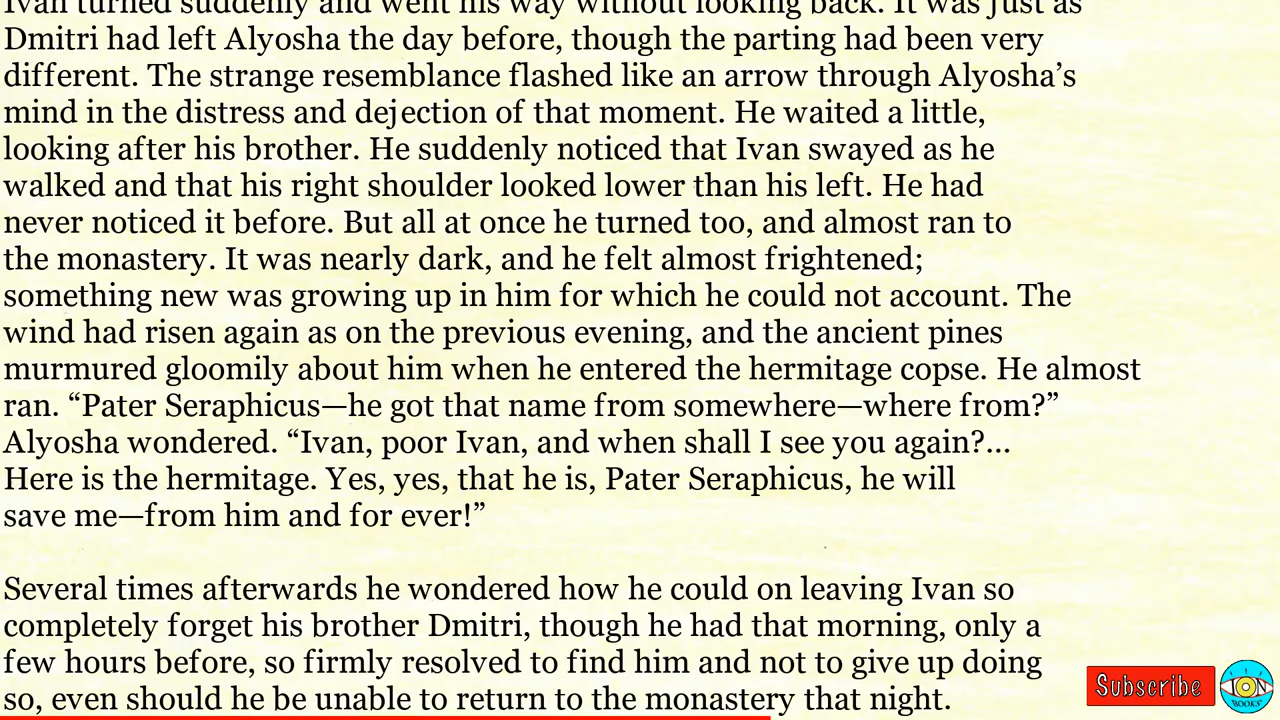 Ivan turned suddenly and went his way without looking back. It was just as
Dmitri had left Alyosha the day before, though the parting had been very
different. The strange resemblance flashed like an arrow through Alyosha’s
mind in the distress and dejection of that moment. He waited a little,
looking after his brother. He suddenly noticed that Ivan swayed as he
walked and that his right shoulder looked lower than his left. He had
never noticed it before. But all at once he turned too, and almost ran to
the monastery. It was nearly dark, and he felt almost frightened;
something new was growing up in him for which he could not account. The
wind had risen again as on the previous evening, and the ancient pines
murmured gloomily about him when he entered the hermitage copse. He almost
ran. “Pater Seraphicus—he got that name from somewhere—where from?”
Alyosha wondered. “Ivan, poor Ivan, and when shall I see you again?...
Here is the hermitage. Yes, yes, that he is, Pater Seraphicus, he will
save me—from him and for ever!”
Several times afterwards he wondered how he could on leaving Ivan so
completely forget his brother Dmitri, though he had that morning, only a
few hours before, so firmly resolved to find him and not to give up doing
so, even should he be unable to return to the monastery that night.
Subscribe
ION
BOOKS